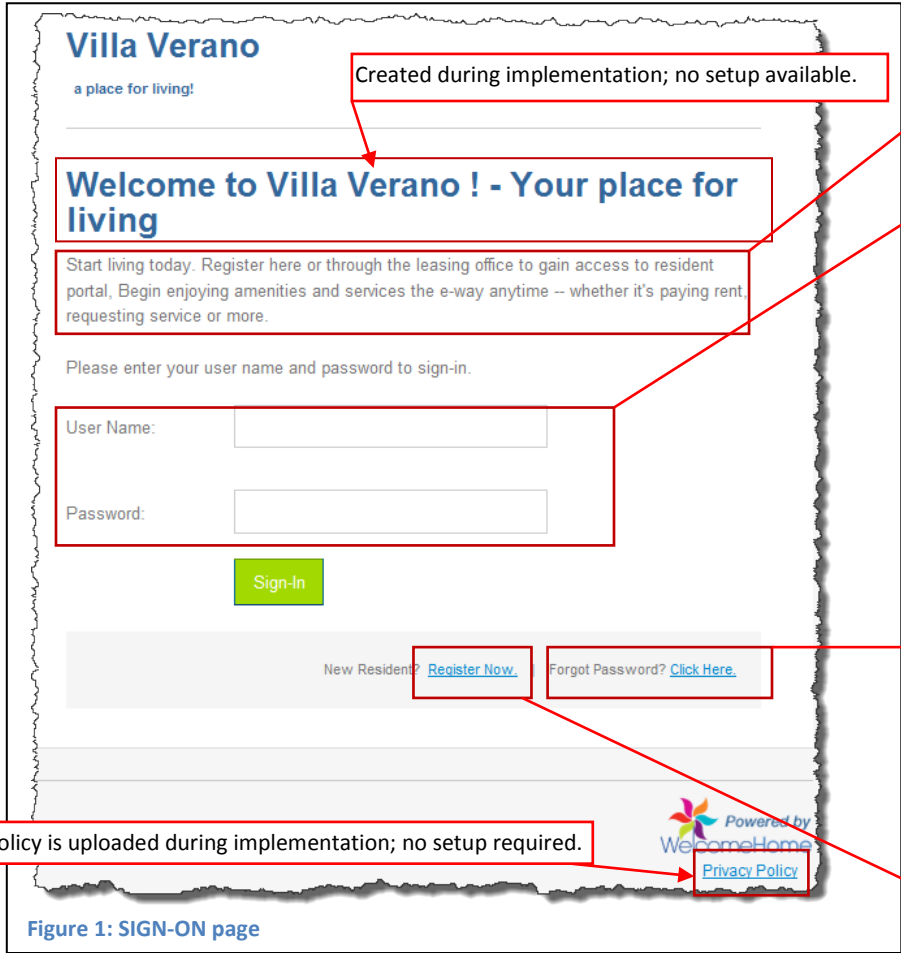 Villa Verano
a place for living!
Created during implementation; no setup available.
Welcome to Villa Verano ! - Your place for
living
Start living today. Register here or through the leasing office to gain access to resident
portal, Begin enjoying amenities and services the e-way anytime -- whether it's paying rent,
requesting service or more.
Please enter your user name and password to sign-in.
User Name:
Password:
Sign-In
New Resident? Register Now. | Forgot Password? Click Here.
Powered by
WelcomeHome
olicy is uploaded during implementation; no setup required.
Privacy Policy
Figure 1: SIGN-ON page